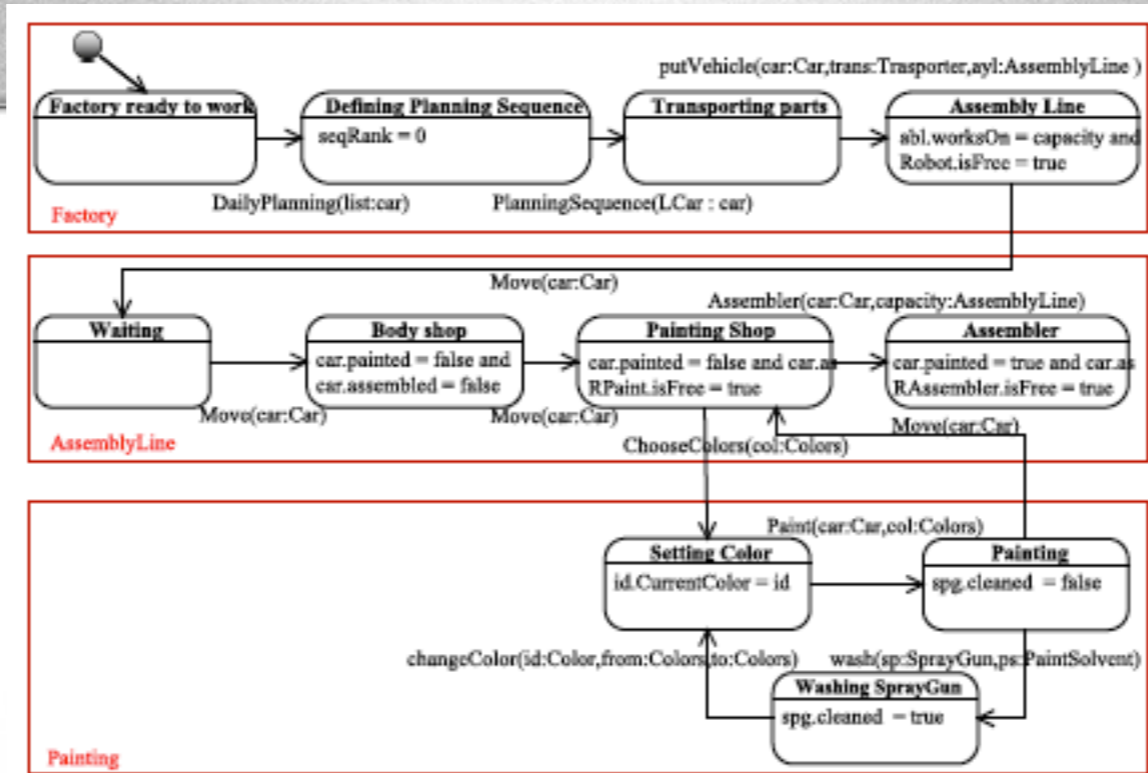 putVehicle(car:Car,trans:Trasporter,ayl:AssemblyLine )
Factory ready to work
Defining Planning Sequence
seqRank = 0
Transporting parts
Assembly Line
sbl.worksOn = capacity and
Robot.isFree = true
DailyPlanning(list:car)
PlanningSequence(LCar : car)
Factory
Move(car:Car)
Assembler(car:Car,capacity:AssemblyLine)
Waiting
Body shop
car.painted = false and
car.assembled = false
Painting Shop
car.painted = false and car.as
RPaint.isFree = true
Assembler
car.painted = true and car.as
RAssembler.isFree = true
Move(car:Car)
Move(car:Car)
Move(car:Car)
AssemblyLine
ChooseColors(col:Colors)
Paint(car:Car,col:Colors)
Setting Color
id.CurrentColor = id
Painting
spg.cleaned = false
changeColor(id:Color,from:Colors,to:Colors)
wash(sp:SprayGun,ps:PaintSolvent)
Washing SprayGun
spg.cleaned = true
Painting